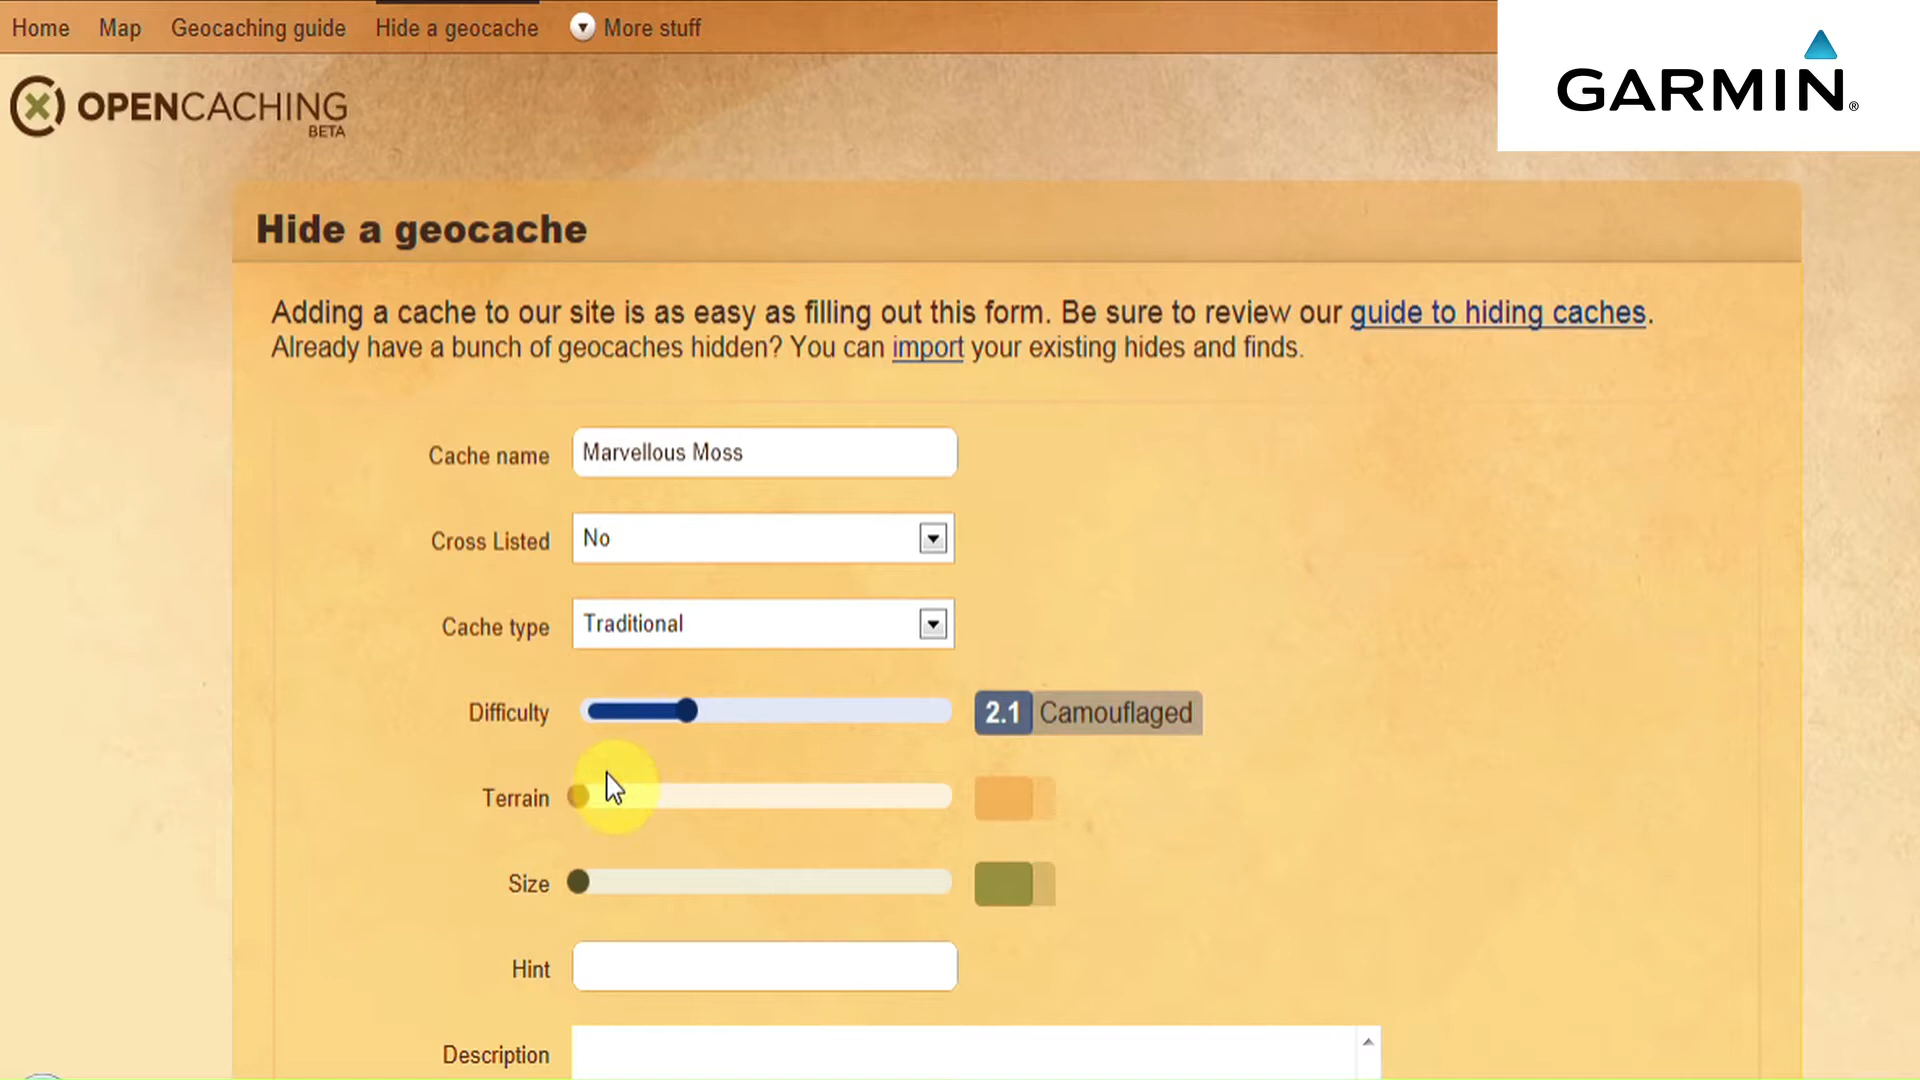 Home Map Geocaching guide Hide a geocache More stuff
GARMIN®
OPENCACHING
BETA
Hide a geocache
Adding a cache to our site is as easy as filling out this form. Be sure to review our guide to hiding caches.
Already have a bunch of geocaches hidden? You can import your existing hides and finds.
Cache name Marvellous Moss
Cross Listed No
Cache type Traditional
Difficulty 2.1 Camouflaged
Terrain
Size
Hint
Description